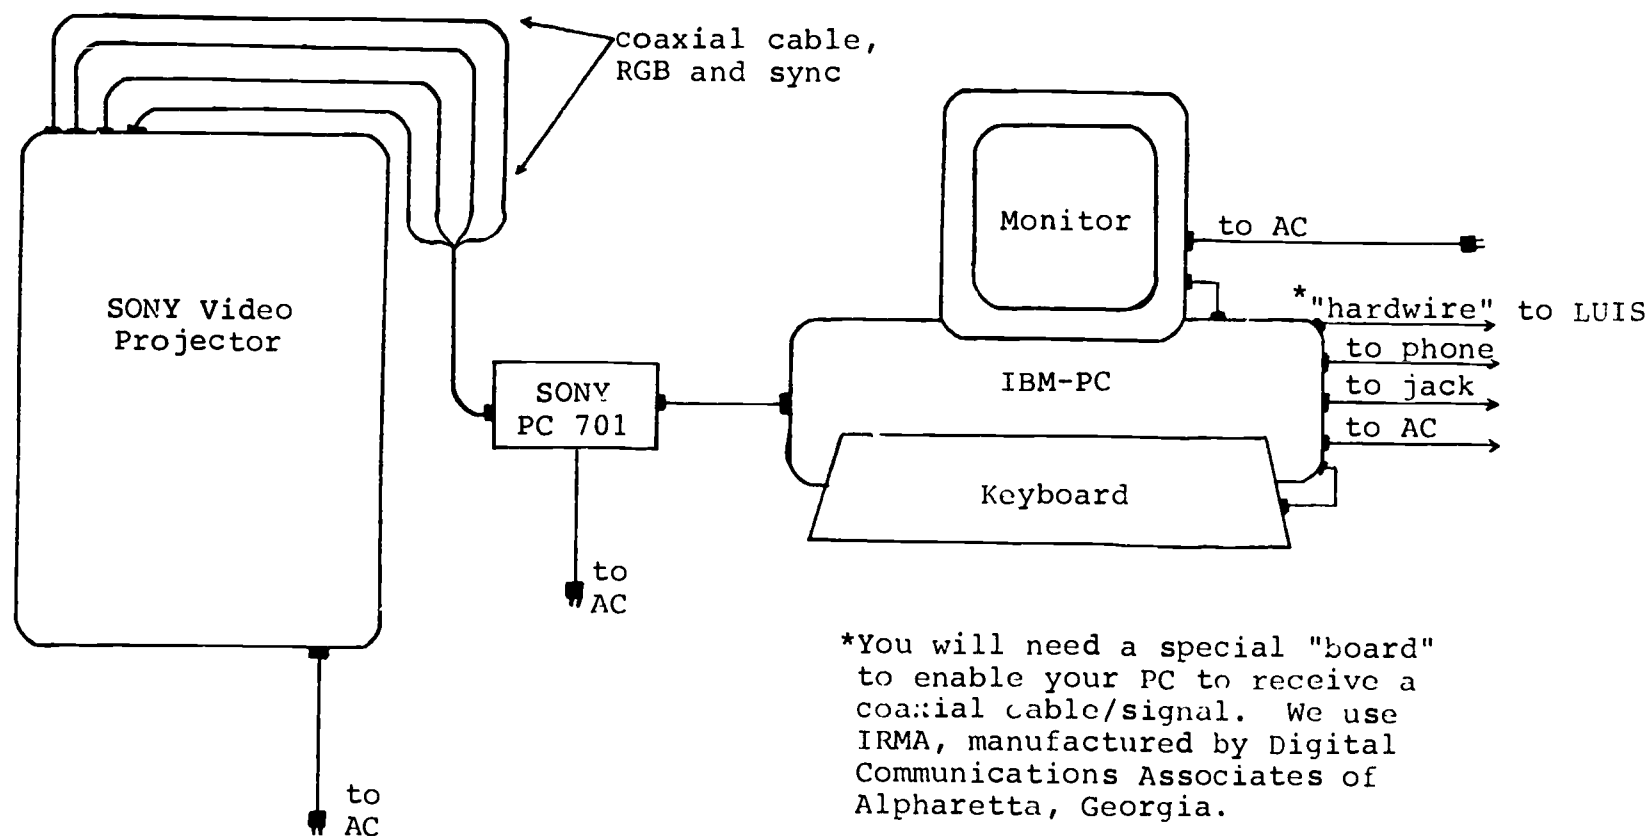 coaxial cable,
RGB and sync
Monitor
to AC
*"hardwire" to LUIS
to phone
to jack
to AC
IBM-PC
Keyboard
SONY Video
Projector
SONY
PC 701
to
AC
to
AC
*You will need a special "board"
to enable your PC to receive a
coaxial cable/signal. We use
IRMA, manufactured by Digital
Communications Associates of
Alpharetta, Georgia.